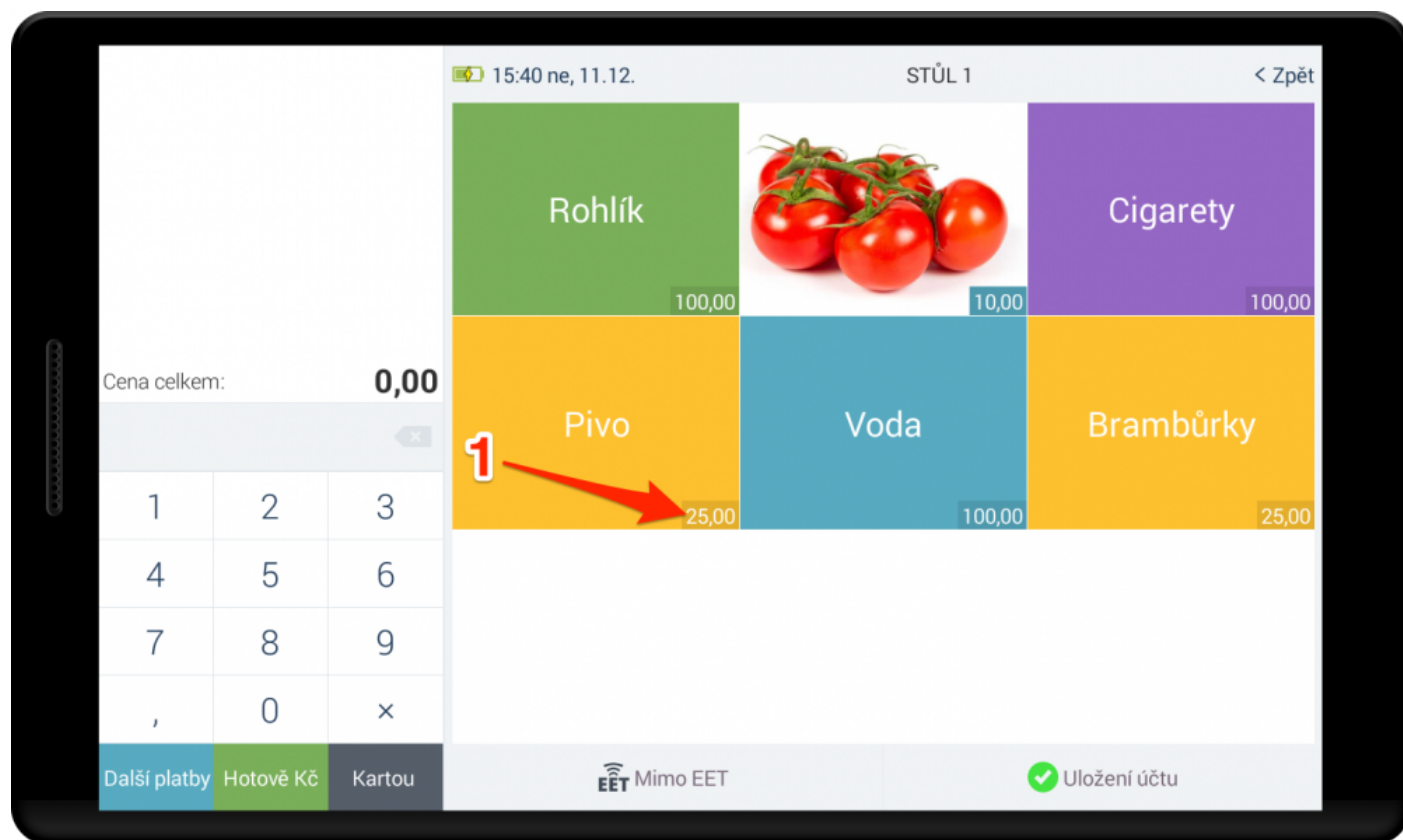 15:40 ne, 11.12.
STŮL 1
< Zpět
Rohlík
100,00
10,00
Cigarety
100,00
Cena celkem:
0,00
Pivo
1
25,00
Voda
100,00
Brambůrky
25,00
1 2 3
4 5 6
7 8 9
, 0 ×
Další platby
Hotově Kč
Kartou
EET Mimo EET
Uložení účtu